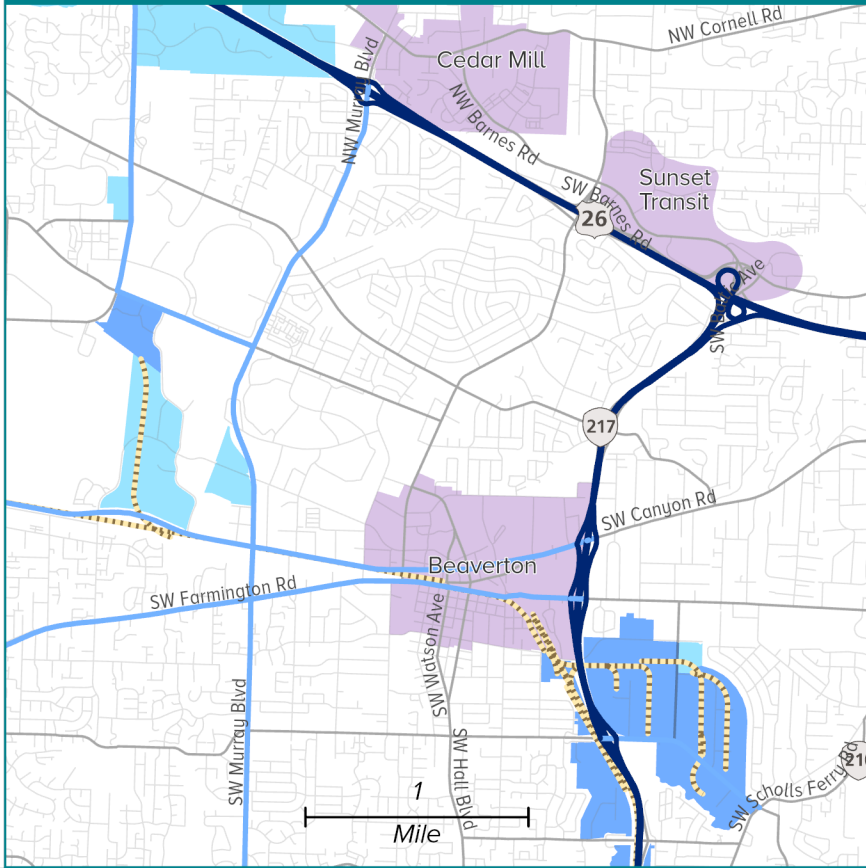 NW Cornell Rd
Cedar Mill
NW Murray Blvd
NW Barnes Rd
Sunset
Transit
SW Barnes Rd
26
SW Ave
217
SW Canyon Rd
Beaverton
SW Farmington Rd
SW Watson Ave
SW Murray Blvd
SW Hall Blvd
SW Scholls Ferry Rd
1
Mile